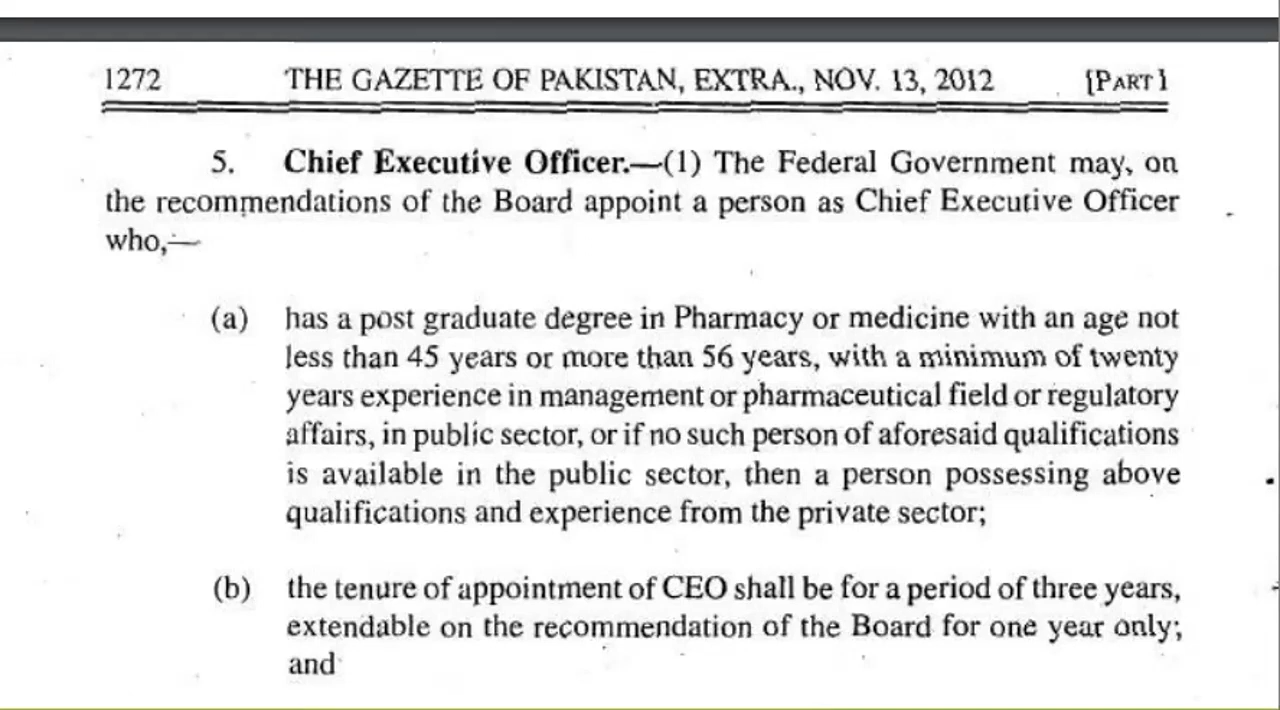 1272 THE GAZETTE OF PAKISTAN, EXTRA., NOV. 13, 2012 [PART I
5. Chief Executive Officer.—(1) The Federal Government may, on
the recommendations of the Board appoint a person as Chief Executive Officer
who,—
(a) has a post graduate degree in Pharmacy or medicine with an age not
less than 45 years or more than 56 years, with a minimum of twenty
years experience in management or pharmaceutical field or regulatory
affairs, in public sector, or if no such person of aforesaid qualifications
is available in the public sector, then a person possessing above
qualifications and experience from the private sector;
(b) the tenure of appointment of CEO shall be for a period of three years,
extendable on the recommendation of the Board for one year only;
and